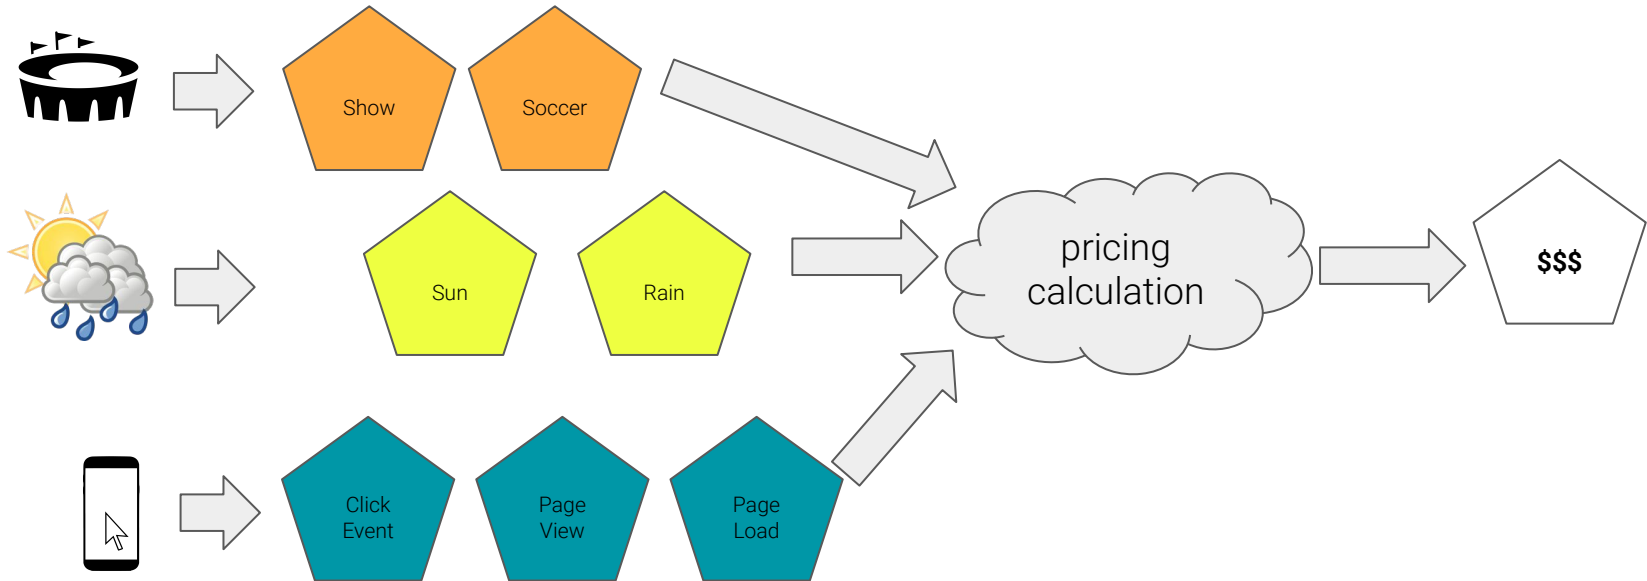 Show
Soccer
Sun
Rain
pricing
calculation
$$$
Click
Event
Page
View
Page
Load